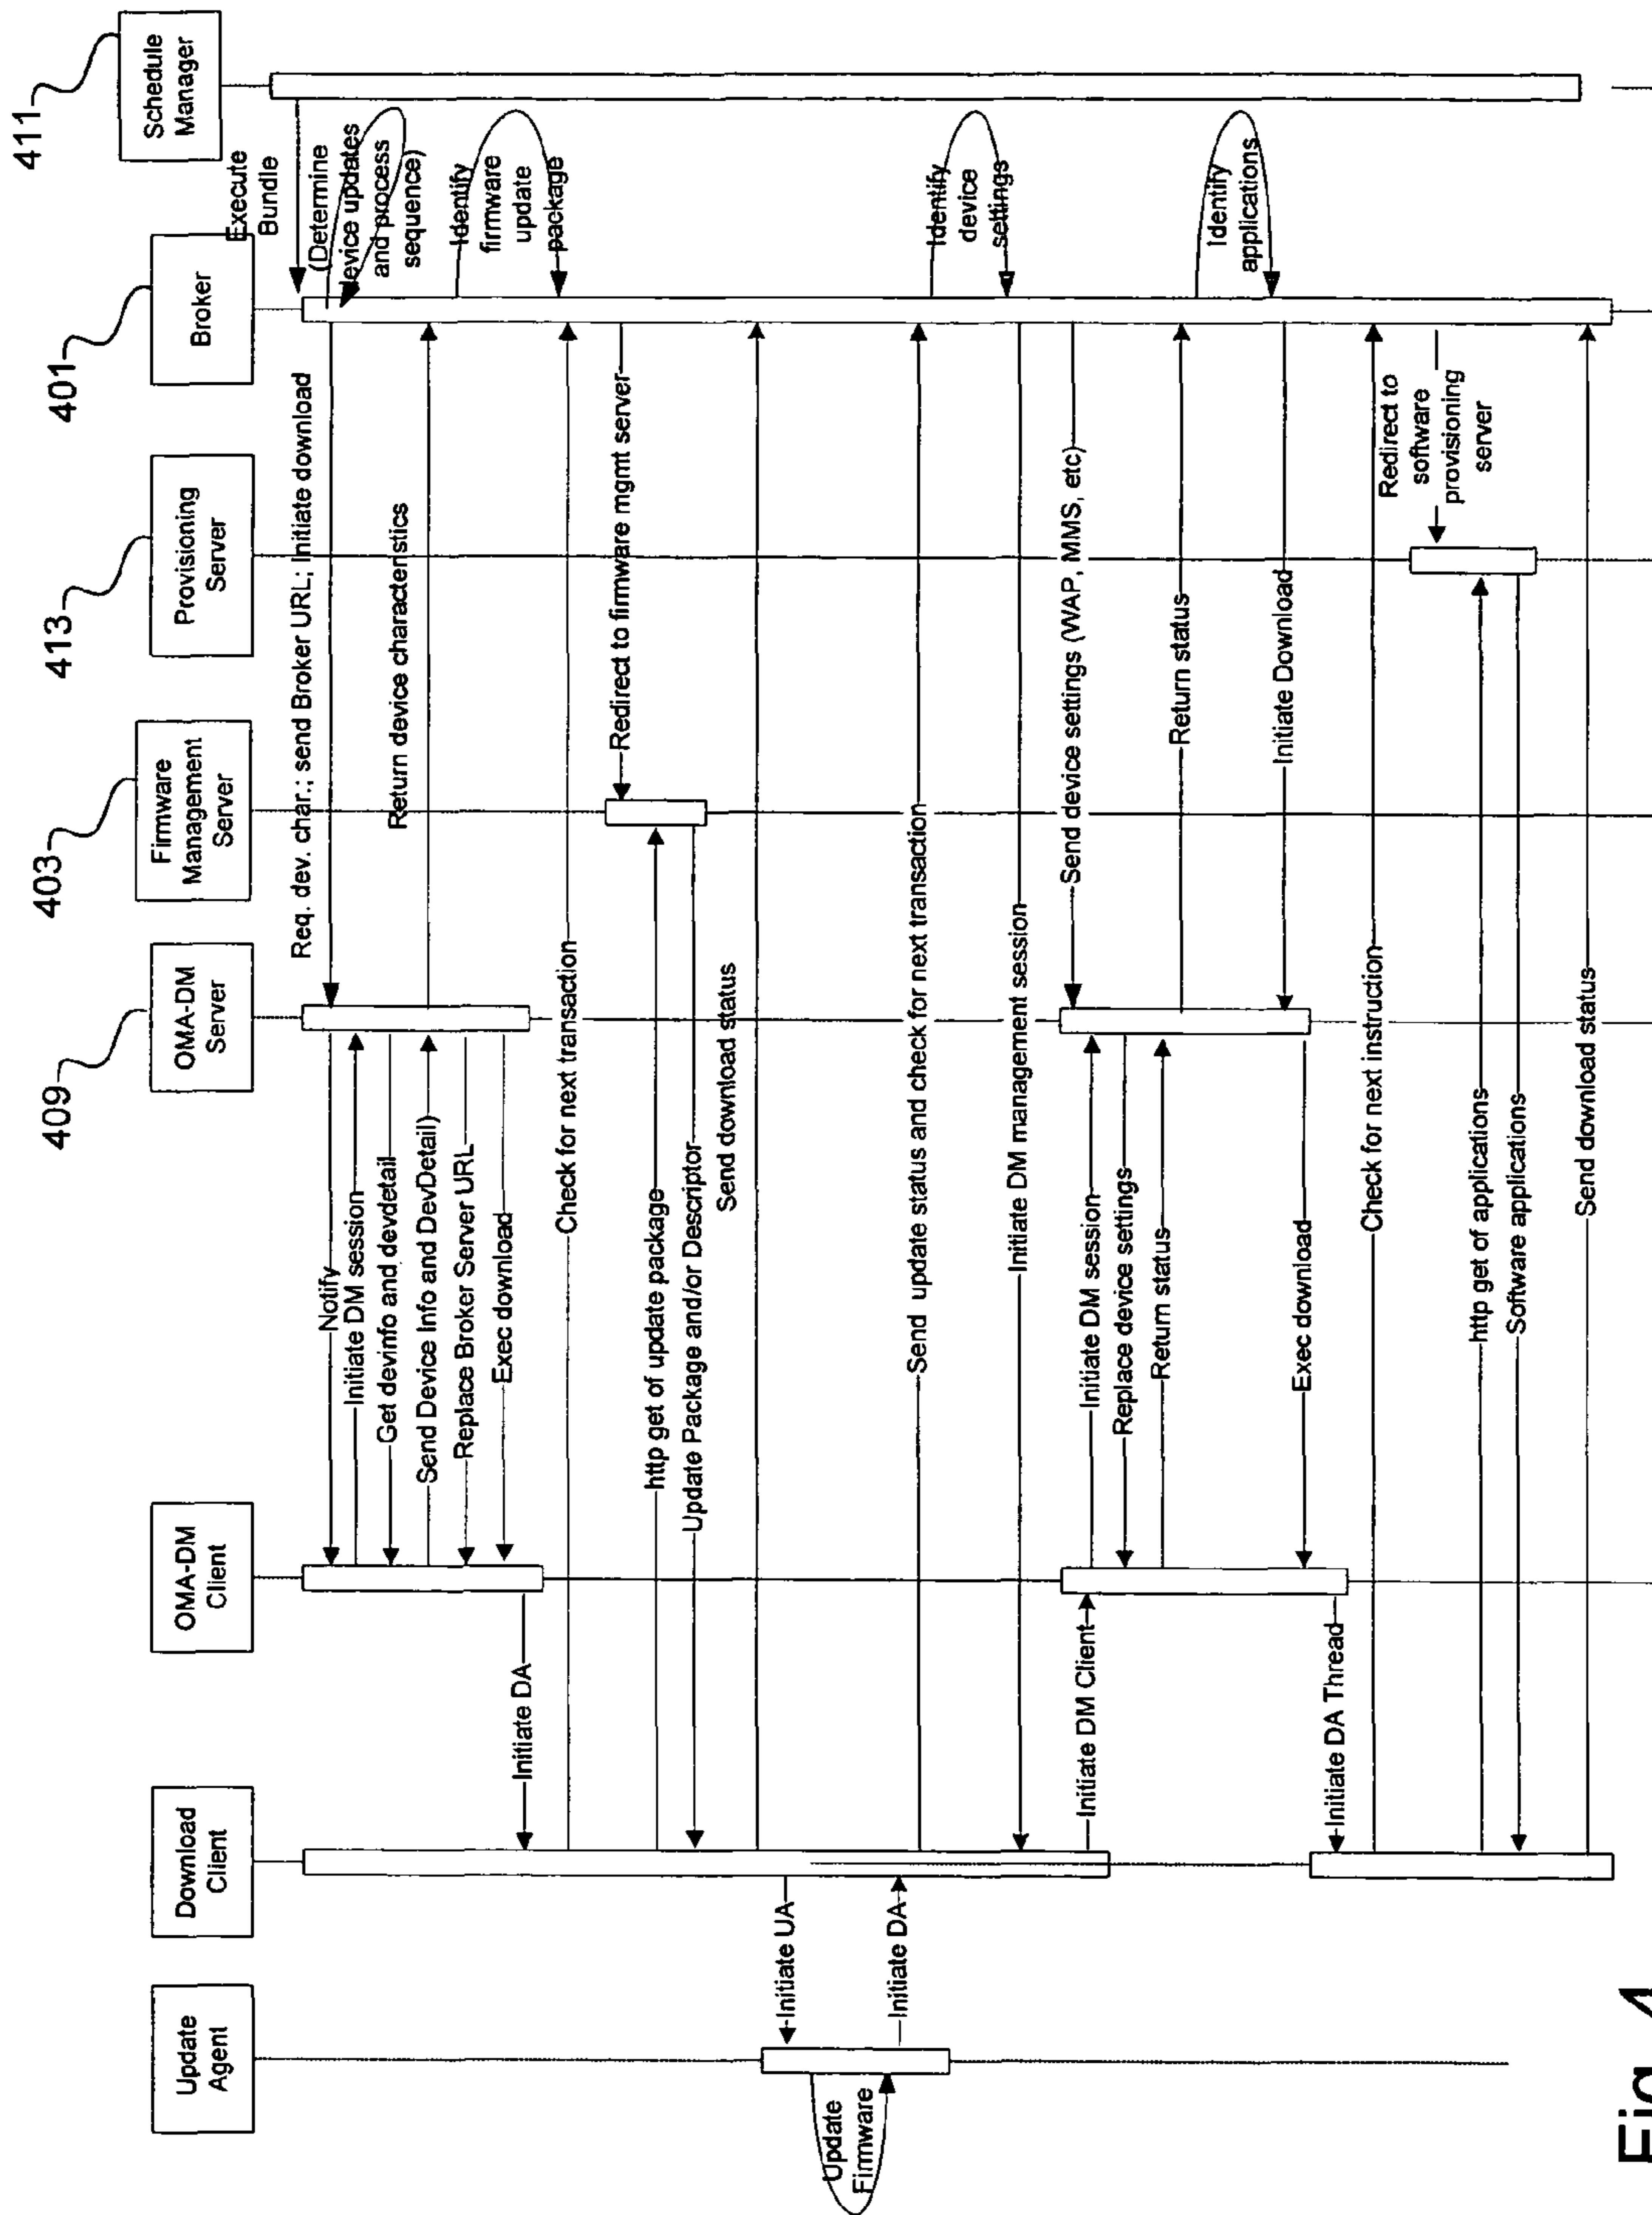 Update
Agent
Download
Client
OMA-DM
Client
409
OMA-DM
Server
403
Firmware
Management
Server
413
Provisioning
Server
401
Broker
411
Schedule
Manager
Execute
Bundle
(Determine
device updates
and process
sequence)
Req. dev. char.; send Broker URL; Initiate download
Notify
Initiate DM session
Get devinfo and devdetail
Send Device Info and DevDetail)
Return device characteristics
Replace Broker Server URL
Exec download
Initiate DA
Identify
firmware
update
package
Check for next transaction
Redirect to firmware mgmt server
http get of update package
Update Package and/or Descriptor
Send download status
Initiate UA
Update
Firmware
Initiate DA
Send update status and check for next transaction
Identify
device
settings
Initiate DM management session
Send device settings (WAP, MMS, etc)
Initiate DM Client
Initiate DM session
Replace device settings
Return status
Return status
Identify
applications
Initiate Download
Exec download
Initiate DA Thread
Check for next instruction
Redirect to
software
provisioning
server
http get of applications
Software applications
Send download status
Fig. 4